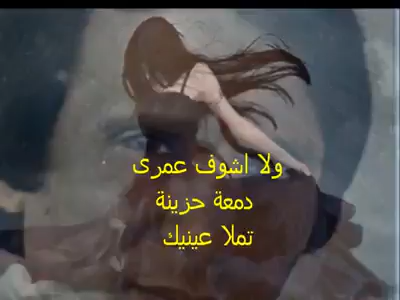 ولا اشوف عمرى
دمعة حزينة
تملا عينيك